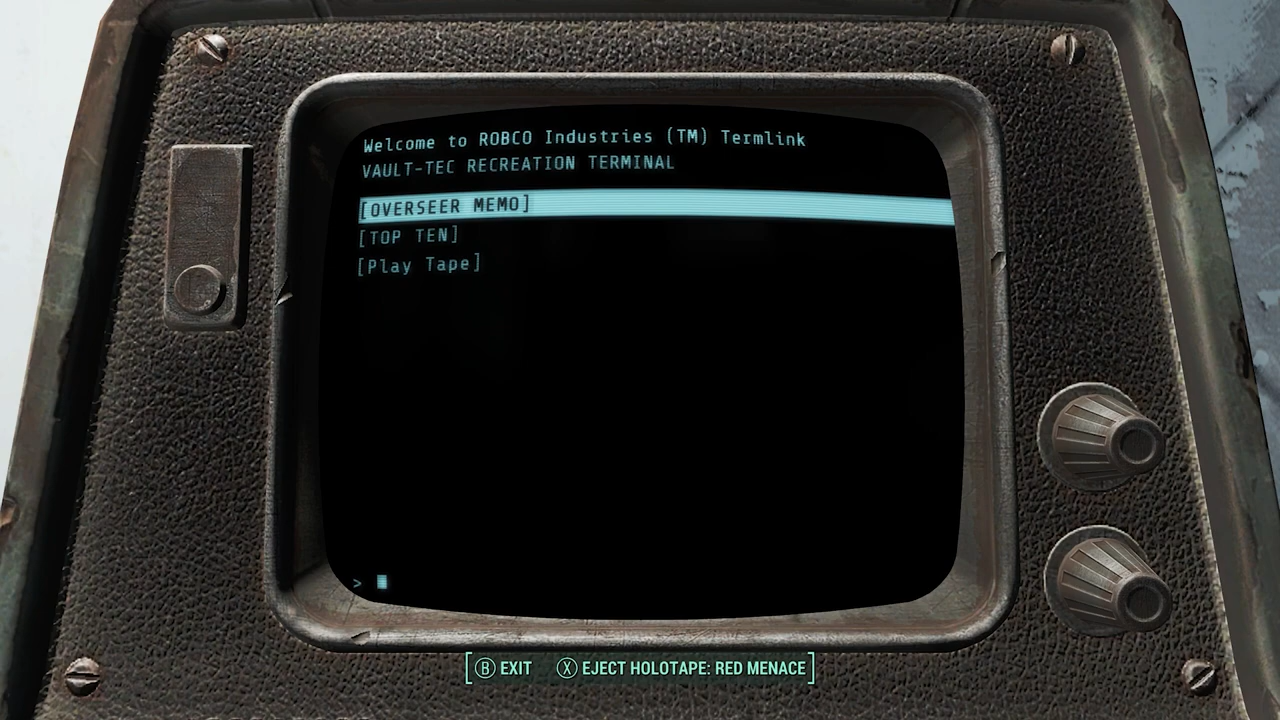 Welcome to ROBCO Industries (TM) Termlink
VAULT-TEC RECREATION TERMINAL
[OVERSEER MEMO]
[TOP TEN]
[Play Tape]
>
[ Ⓑ EXIT Ⓧ EJECT HOLOTAPE: RED MENACE ]